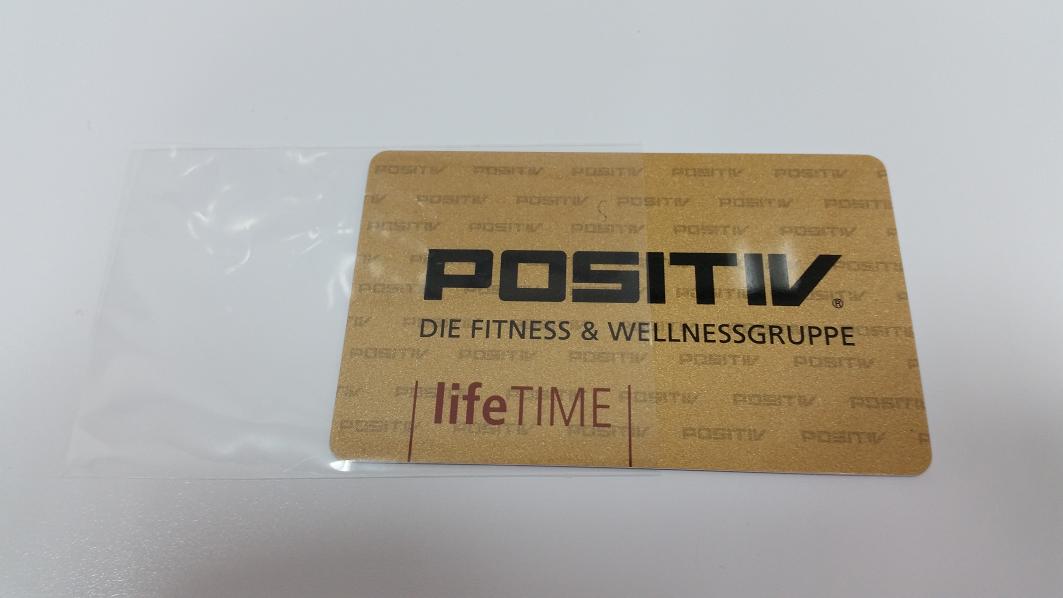 POSITIV®
DIE FITNESS & WELLNESSGRUPPE
lifeTIME